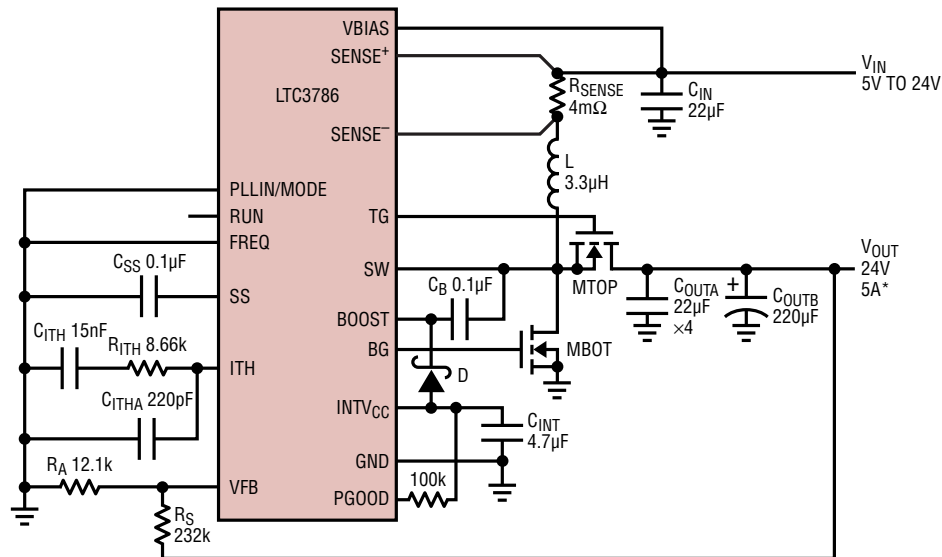 VBIAS
SENSE+
LTC3786
SENSE−
PLLIN/MODE
RUN
FREQ
TG
SW
CSS 0.1µF
SS
CITH 15nF
RITH 8.66k
ITH
CITHA 220pF
RA 12.1k
VFB
RS
232k
BOOST
BG
INTVCC
GND
PGOOD
100k
CB 0.1µF
D
CINT
4.7µF
RSENSE
4mΩ
L
3.3µH
MTOP
MBOT
VIN
5V TO 24V
CIN
22µF
COUTA
22µF
×4
+
COUTB
220µF
VOUT
24V
5A*